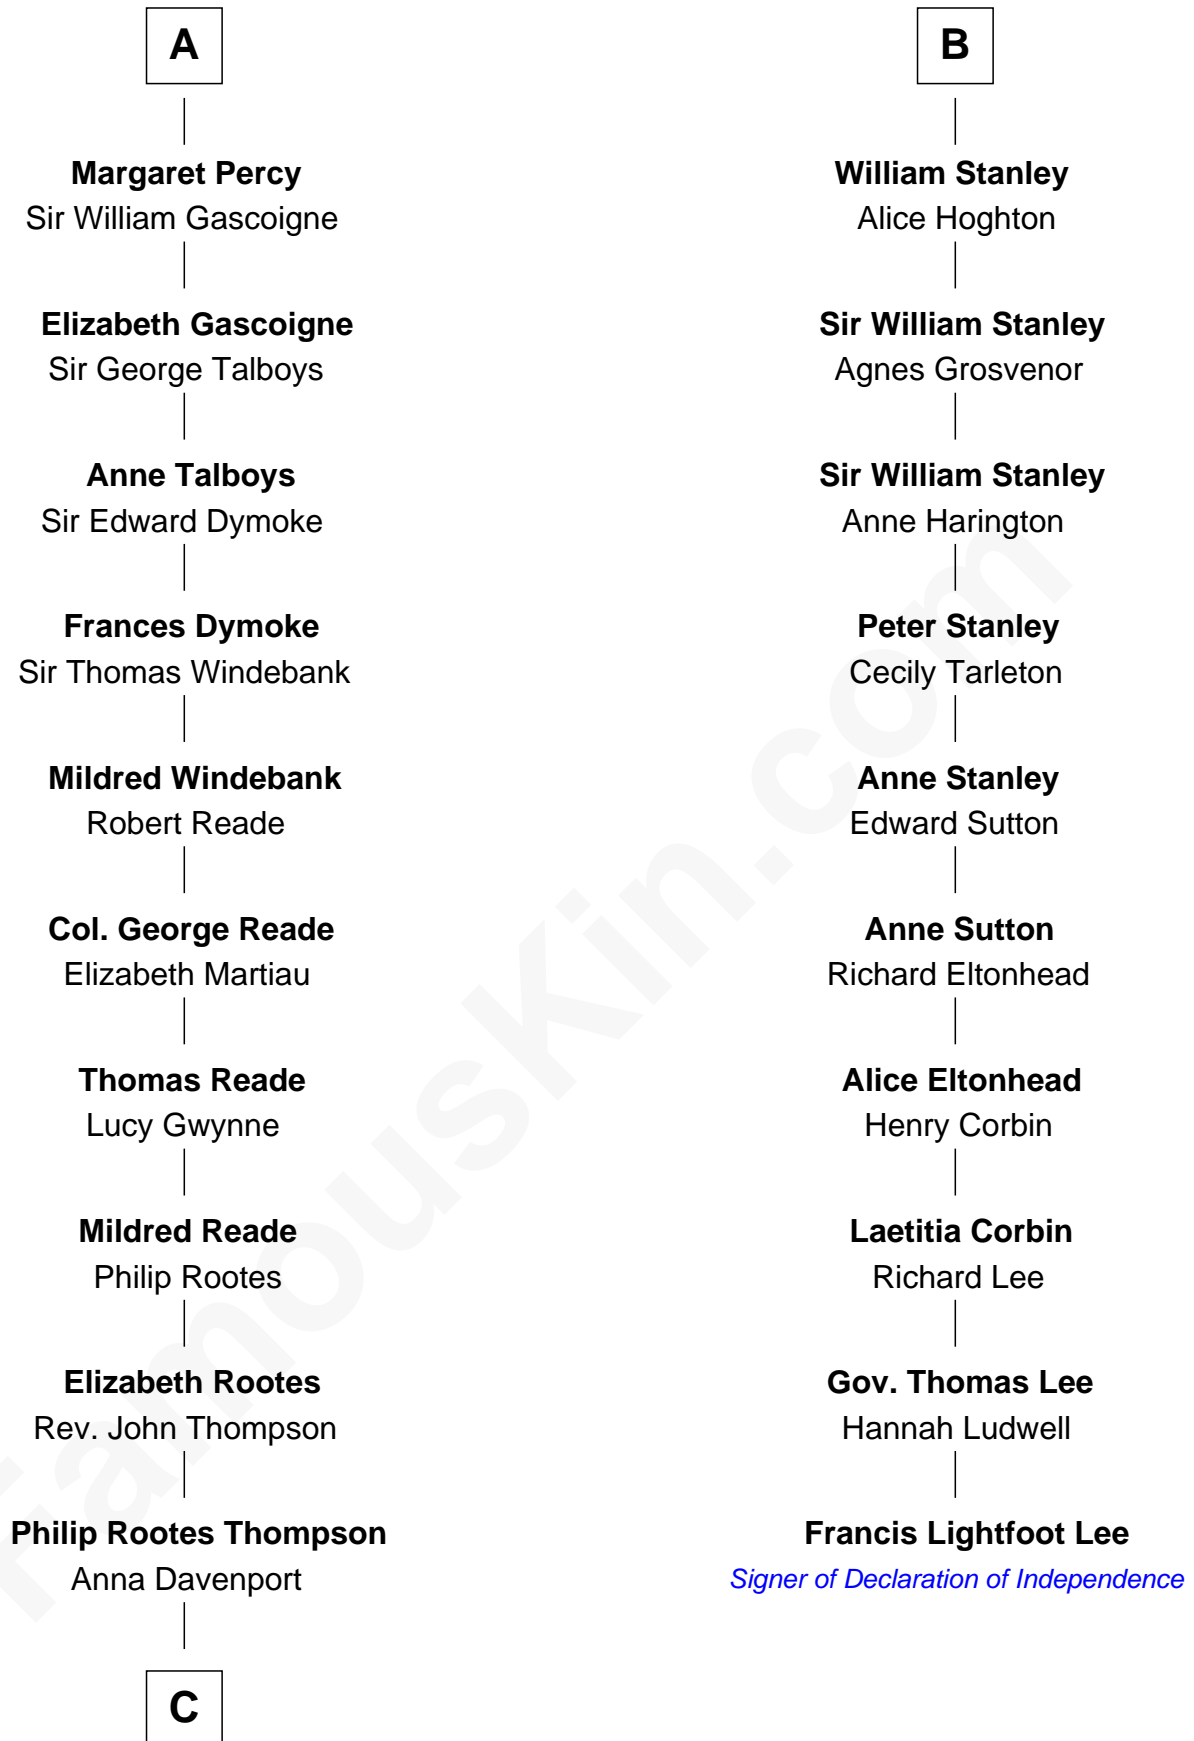 A
Margaret Percy
Sir William Gascoigne
Elizabeth Gascoigne
Sir George Talboys
Anne Talboys
Sir Edward Dymoke
Frances Dymoke
Sir Thomas Windebank
Mildred Windebank
Robert Reade
Col. George Reade
Elizabeth Martiau
Thomas Reade
Lucy Gwynne
Mildred Reade
Philip Rootes
Elizabeth Rootes
Rev. John Thompson
Philip Rootes Thompson
Anna Davenport
C
B
William Stanley
Alice Hoghton
Sir William Stanley
Agnes Grosvenor
Sir William Stanley
Anne Harington
Peter Stanley
Cecily Tarleton
Anne Stanley
Edward Sutton
Anne Sutton
Richard Eltonhead
Alice Eltonhead
Henry Corbin
Laetitia Corbin
Richard Lee
Gov. Thomas Lee
Hannah Ludwell
Francis Lightfoot Lee
Signer of Declaration of Independence
FamousKin.com